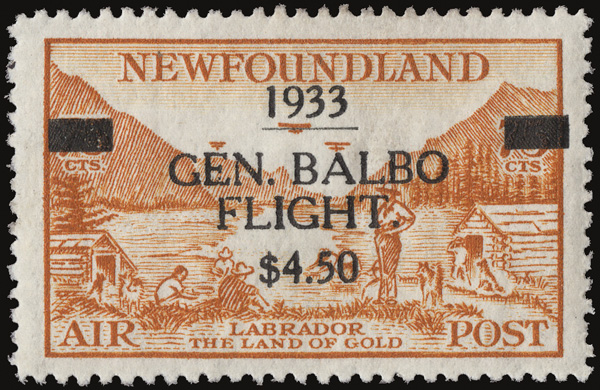 NEWFOUNDLAND
1933
CTS. CTS.
GEN. BALBO
FLIGHT.
$4.50
LABRADOR
AIR THE LAND OF GOLD POST